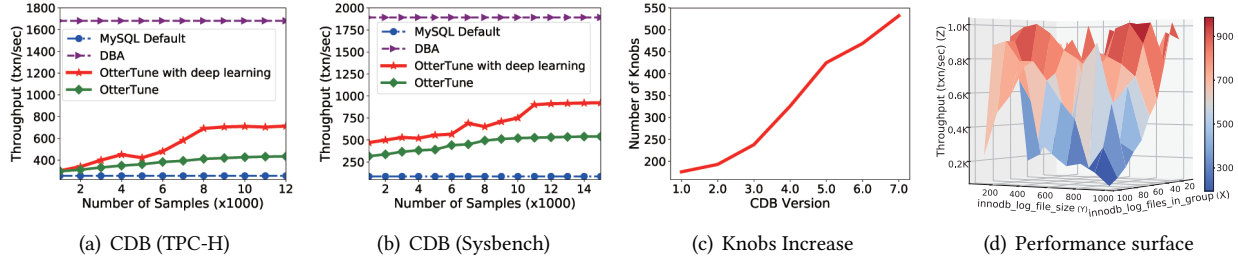 1800
1600
1400
1200
1000
800
600
400
Throughput (txn/sec)
MySQL Default
DBA
OtterTune with deep learning
OtterTune
2 4 6 8 10 12
Number of Samples (x1000)
(a) CDB (TPC-H)
2000
1750
1500
1250
1000
750
500
250
Throughput (txn/sec)
MySQL Default
DBA
OtterTune with deep learning
OtterTune
2 4 6 8 10 12 14
Number of Samples (x1000)
(b) CDB (Sysbench)
550
500
450
400
350
300
250
200
Number of Knobs
1.0 2.0 3.0 4.0 5.0 6.0 7.0
CDB Version
(c) Knobs Increase
1.0K
0.8K
0.6K
0.4K
0.2K
Throughput (txn/sec) (Z)
200 400 600 800 1000
innodb_log_file_size (Y)
100 80 60 40 20
innodb_log_files_in_group (X)
900
700
500
300
(d) Performance surface